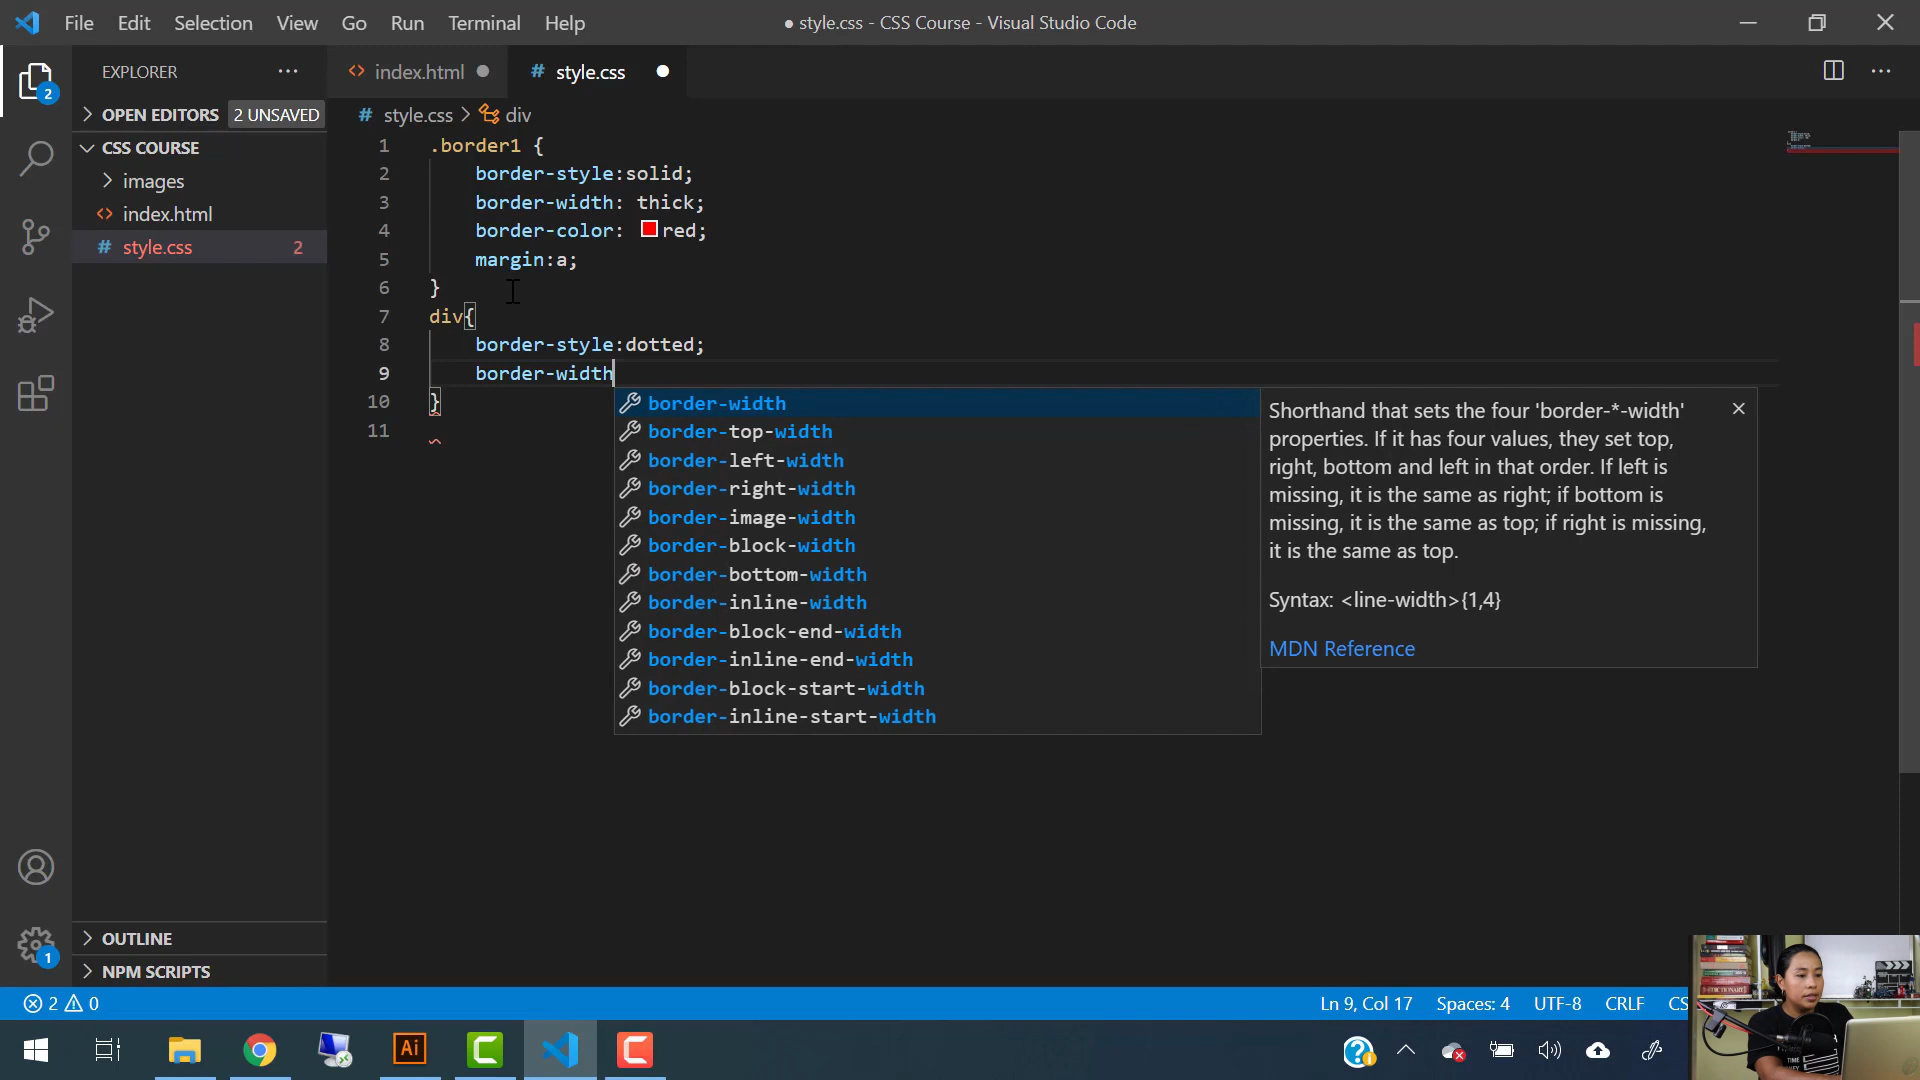 File Edit Selection View Go Run Terminal Help
● style.css - CSS Course - Visual Studio Code
EXPLORER
index.html
style.css
OPEN EDITORS 2 UNSAVED
CSS COURSE
images
index.html
style.css 2
OUTLINE
NPM SCRIPTS
# style.css > div
1 .border1 {
2 border-style:solid;
3 border-width: thick;
4 border-color: red;
5 margin:a;
6 }
7 div{
8 border-style:dotted;
9 border-width
10 }
11
border-width
border-top-width
border-left-width
border-right-width
border-image-width
border-block-width
border-bottom-width
border-inline-width
border-block-end-width
border-inline-end-width
border-block-start-width
border-inline-start-width
Shorthand that sets the four 'border-*-width'
properties. If it has four values, they set top,
right, bottom and left in that order. If left is
missing, it is the same as right; if bottom is
missing, it is the same as top; if right is missing,
it is the same as top.
Syntax: <line-width>{1,4}
MDN Reference
2
1
2 0
Ln 9, Col 17 Spaces: 4 UTF-8 CRLF CS
Ai